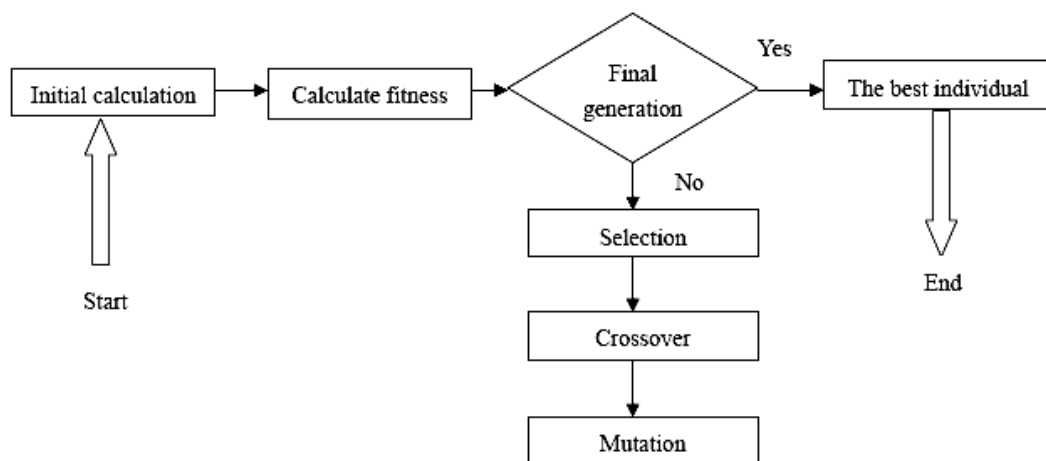 Start
Initial calculation
Calculate fitness
Final
generation
Yes
The best individual
End
No
Selection
Crossover
Mutation